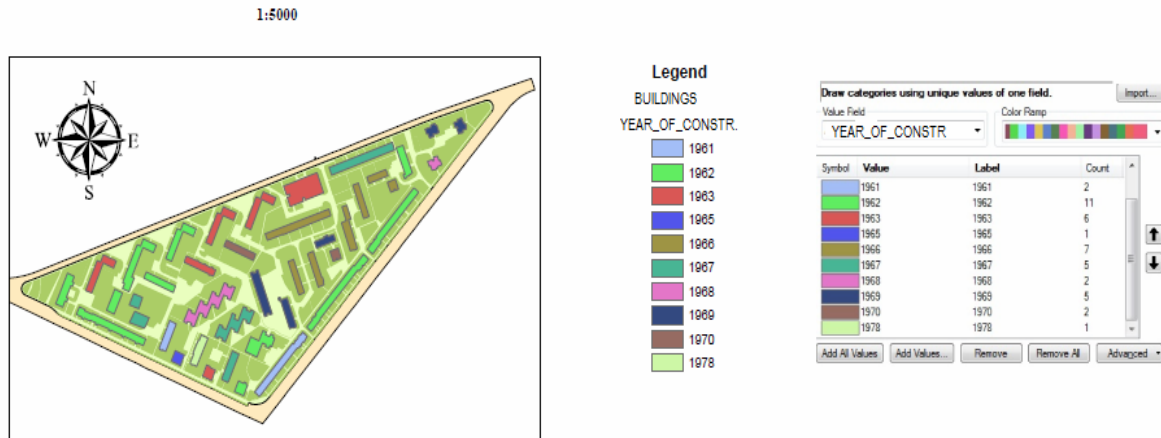 1:5000
N
W E
S
Legend
BUILDINGS
YEAR_OF_CONSTR.
1961
1962
1963
1965
1966
1967
1968
1969
1970
1978
Draw categories using unique values of one field.
Import...
Value Field
Color Ramp
YEAR_OF_CONSTR
Symbol Value Label Count
1961 1961 2
1962 1962 11
1963 1963 6
1965 1965 1
1966 1966 7
1967 1967 5
1968 1968 2
1969 1969 5
1970 1970 2
1978 1978 1
Add All Values Add Values... Remove Remove All Advanced